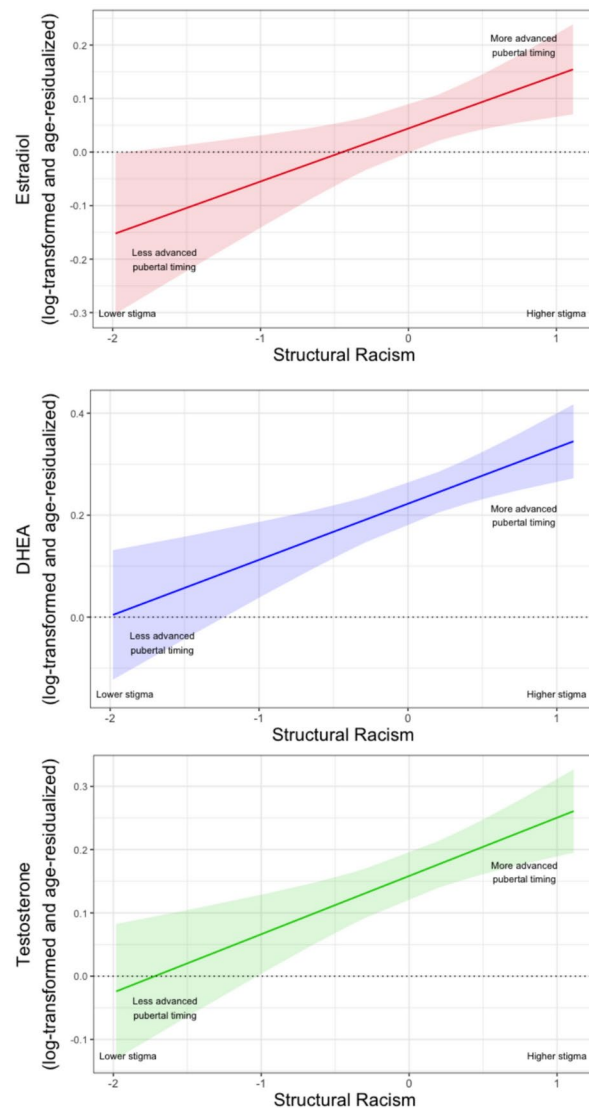 Estradiol
(log-transformed and age-residualized)
0.2
0.1
0.0
-0.1
-0.2
-0.3
More advanced
pubertal timing
Less advanced
pubertal timing
Lower stigma
Higher stigma
-2
-1
0
1
Structural Racism
DHEA
(log-transformed and age-residualized)
0.4
0.2
0.0
More advanced
pubertal timing
Less advanced
pubertal timing
Lower stigma
Higher stigma
-2
-1
0
1
Structural Racism
Testosterone
(log-transformed and age-residualized)
0.3
0.2
0.1
0.0
-0.1
More advanced
pubertal timing
Less advanced
pubertal timing
Lower stigma
Higher stigma
-2
-1
0
1
Structural Racism